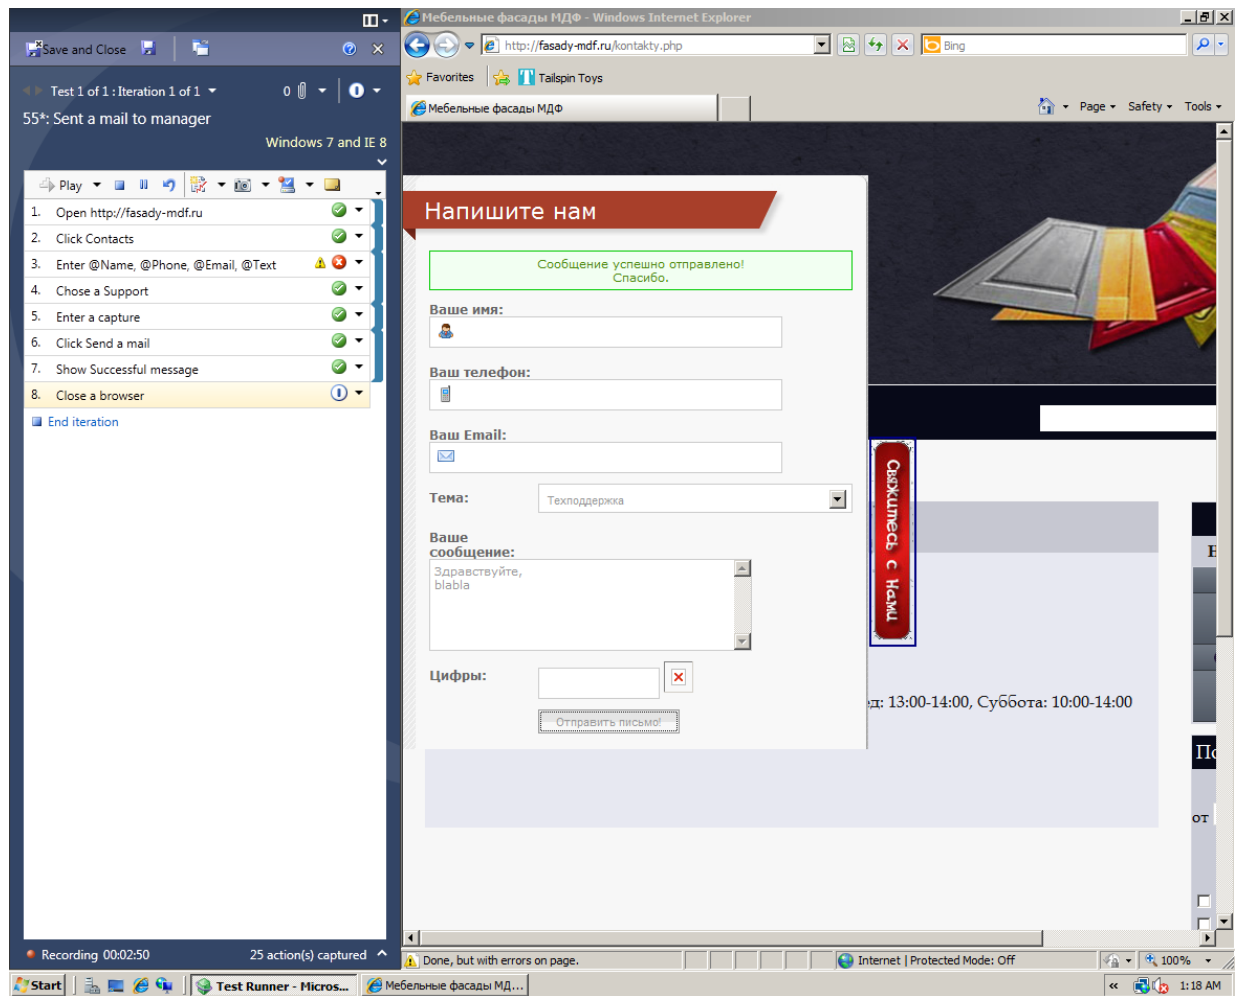 Save and Close
Test 1 of 1 : Iteration 1 of 1
0
55*: Sent a mail to manager
Windows 7 and IE 8
Play
1. Open http://fasady-mdf.ru
2. Click Contacts
3. Enter @Name, @Phone, @Email, @Text
4. Chose a Support
5. Enter a capture
6. Click Send a mail
7. Show Successful message
8. Close a browser
End iteration
Recording 00:02:50
25 action(s) captured
Мебельные фасады МДФ - Windows Internet Explorer
http://fasady-mdf.ru/kontakty.php
Bing
Favorites
Tailspin Toys
Мебельные фасады МДФ
Page
Safety
Tools
Напишите нам
Сообщение успешно отправлено!
Спасибо.
Ваше имя:
Ваш телефон:
Ваш Email:
Тема:
Техподдержка
Ваше
сообщение:
Здравствуйте,
blabla
Цифры:
Отправить письмо!
Свяжитесь с Нами
ед: 13:00-14:00, Суббота: 10:00-14:00
от
Done, but with errors on page.
Internet | Protected Mode: Off
100%
Start
Test Runner - Micros...
Мебельные фасады МД...
1:18 AM